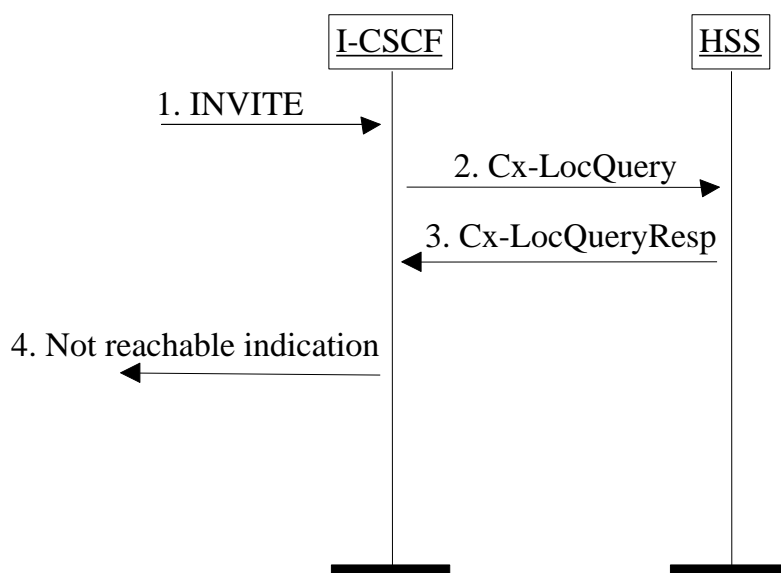 I-CSCF
HSS
1. INVITE
2. Cx-LocQuery
3. Cx-LocQueryResp
4. Not reachable indication